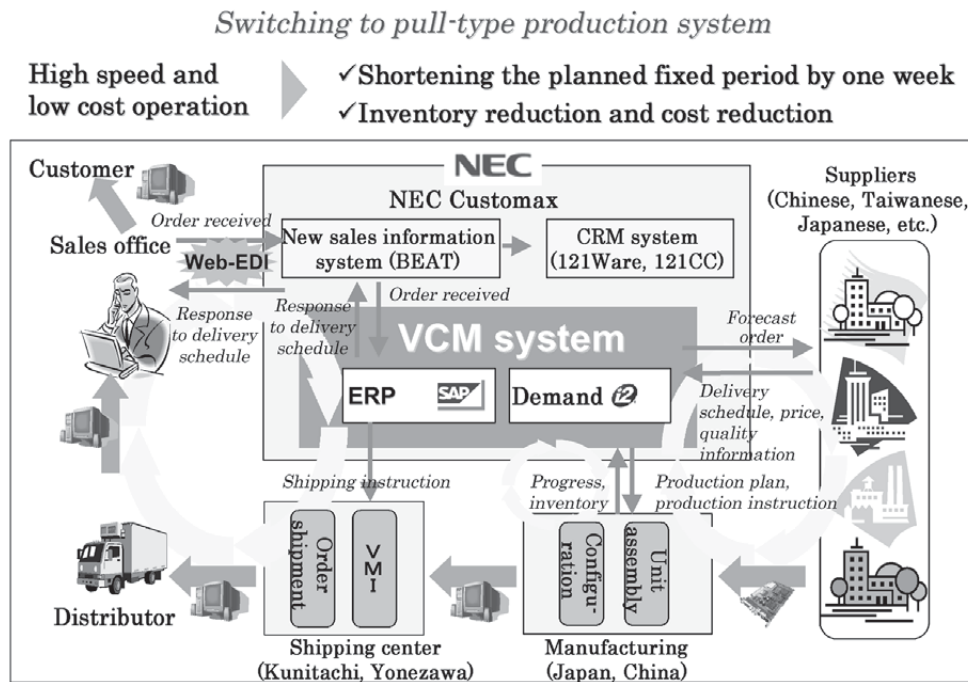 Switching to pull-type production system
High speed and
low cost operation
✓Shortening the planned fixed period by one week
✓Inventory reduction and cost reduction
NEC
NEC Customax
Customer
Order received
Sales office
Web-EDI
New sales information
system (BEAT)
CRM system
(121Ware, 121CC)
Suppliers
(Chinese, Taiwanese,
Japanese, etc.)
Response
to delivery
schedule
Response
to delivery
schedule
Order received
VCM system
Forecast
order
ERP
SAP
Demand i2
Delivery
schedule, price,
quality
information
Shipping instruction
Progress,
inventory
Production plan,
production instruction
Order
shipment
VMI
Configu-
ration
Unit
assembly
Distributor
Shipping center
(Kunitachi, Yonezawa)
Manufacturing
(Japan, China)